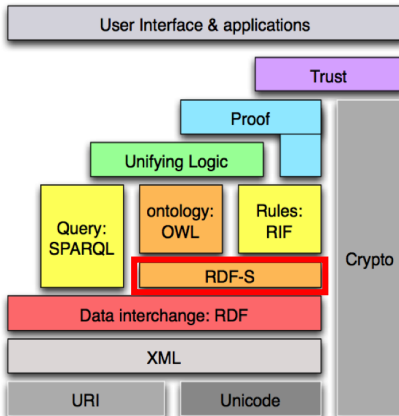 User Interface & applications
Trust
Proof
Unifying Logic
Query:
SPARQL
ontology:
OWL
Rules:
RIF
Crypto
RDF-S
Data interchange: RDF
XML
URI
Unicode